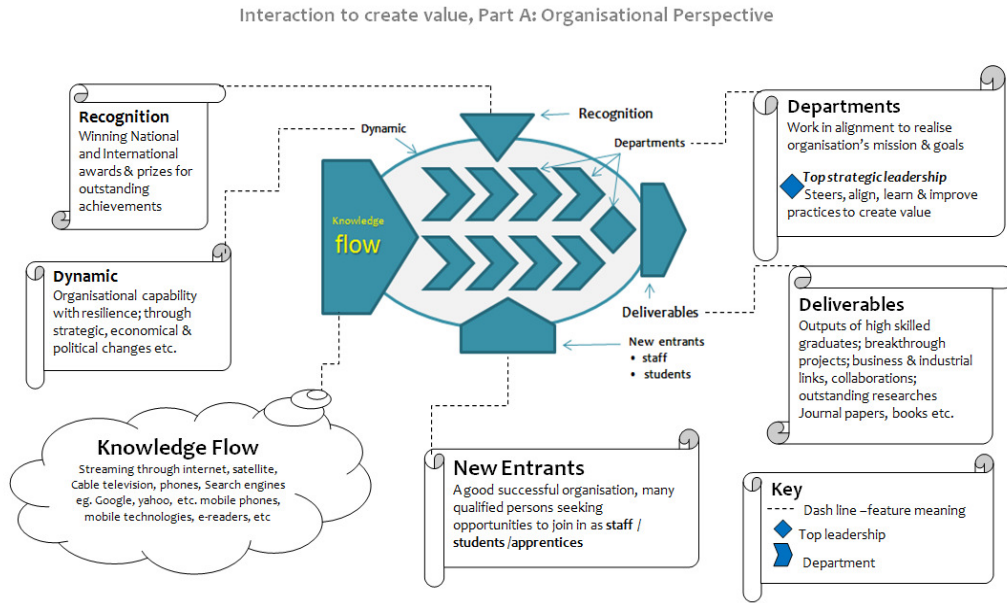 Interaction to create value, Part A: Organisational Perspective
Recognition
Winning National
and International
awards & prizes for
outstanding
achievements
Dynamic
Organisational capability
with resilience; through
strategic, economical &
political changes etc.
Knowledge Flow
Streaming through internet, satellite,
Cable television, phones, Search engines
eg. Google, yahoo, etc. mobile phones,
mobile technologies, e-readers, etc
Dynamic
Recognition
Departments
Knowledge
flow
Deliverables
New entrants
• staff
• students
New Entrants
A good successful organisation, many
qualified persons seeking
opportunities to join in as staff /
students /apprentices
Departments
Work in alignment to realise
organisation's mission & goals
Top strategic leadership
Steers, align, learn & improve
practices to create value
Deliverables
Outputs of high skilled
graduates; breakthrough
projects; business & industrial
links, collaborations;
outstanding researches
Journal papers, books etc.
Key
Dash line –feature meaning
Top leadership
Department